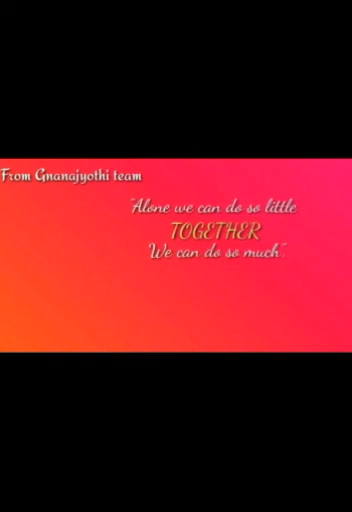 From Gnanajyothi team
"Alone we can do so little
TOGETHER
We can do so much".